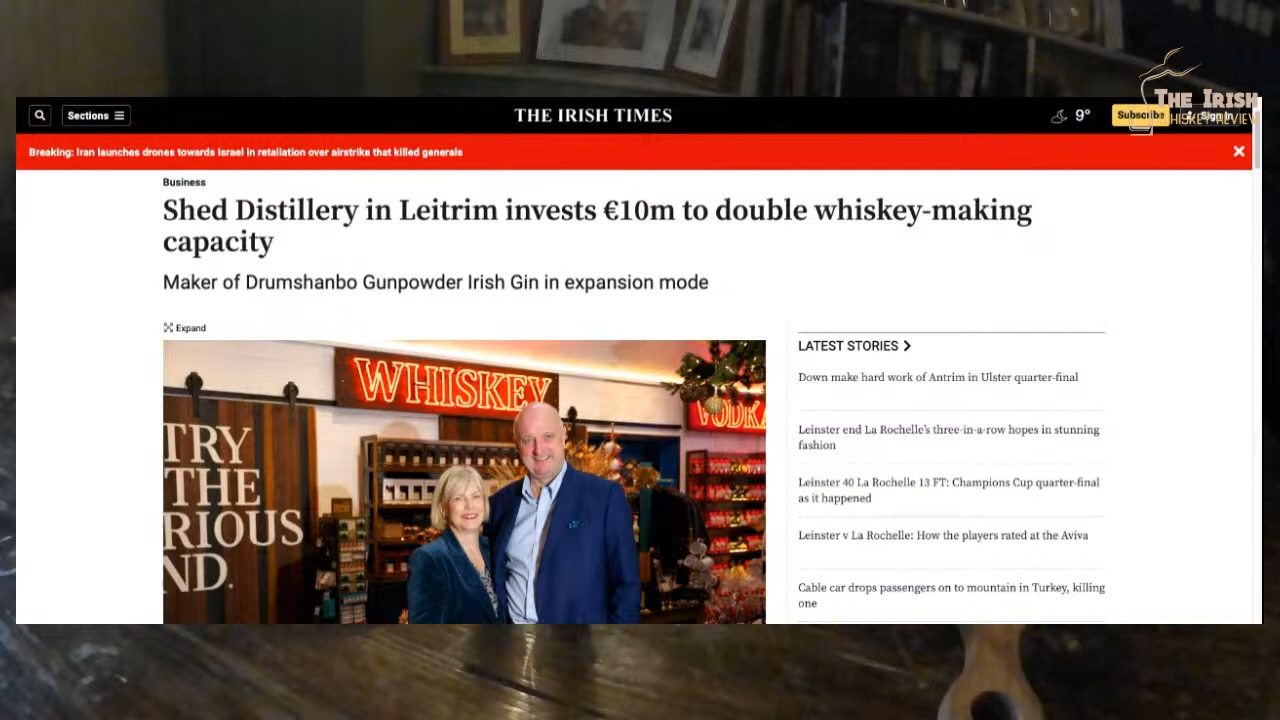 THE IRISH
WHISKEY REVIEW
Sections
THE IRISH TIMES
9°
Subscribe
Sign In
Breaking: Iran launches drones towards Israel in retaliation over airstrike that killed generals
Business
Shed Distillery in Leitrim invests €10m to double whiskey-making
capacity
Maker of Drumshanbo Gunpowder Irish Gin in expansion mode
Expand
WHISKEY
VODKA
TRY
THE
RIOUS
ND.
LATEST STORIES
Down make hard work of Antrim in Ulster quarter-final
Leinster end La Rochelle's three-in-a-row hopes in stunning
fashion
Leinster 40 La Rochelle 13 FT: Champions Cup quarter-final
as it happened
Leinster v La Rochelle: How the players rated at the Aviva
Cable car drops passengers on to mountain in Turkey, killing
one